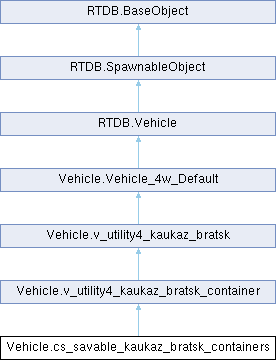 RTDB.BaseObject
RTDB.SpawnableObject
RTDB.Vehicle
Vehicle.Vehicle_4w_Default
Vehicle.v_utility4_kaukaz_bratsk
Vehicle.v_utility4_kaukaz_bratsk_container
Vehicle.cs_savable_kaukaz_bratsk_containers